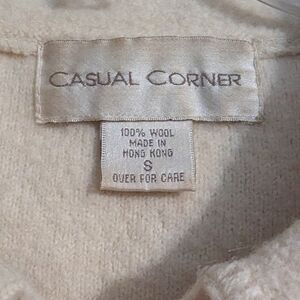 CASUAL CORNER
100% WOOL
MADE IN
HONG KONG
S
OVER FOR CARE